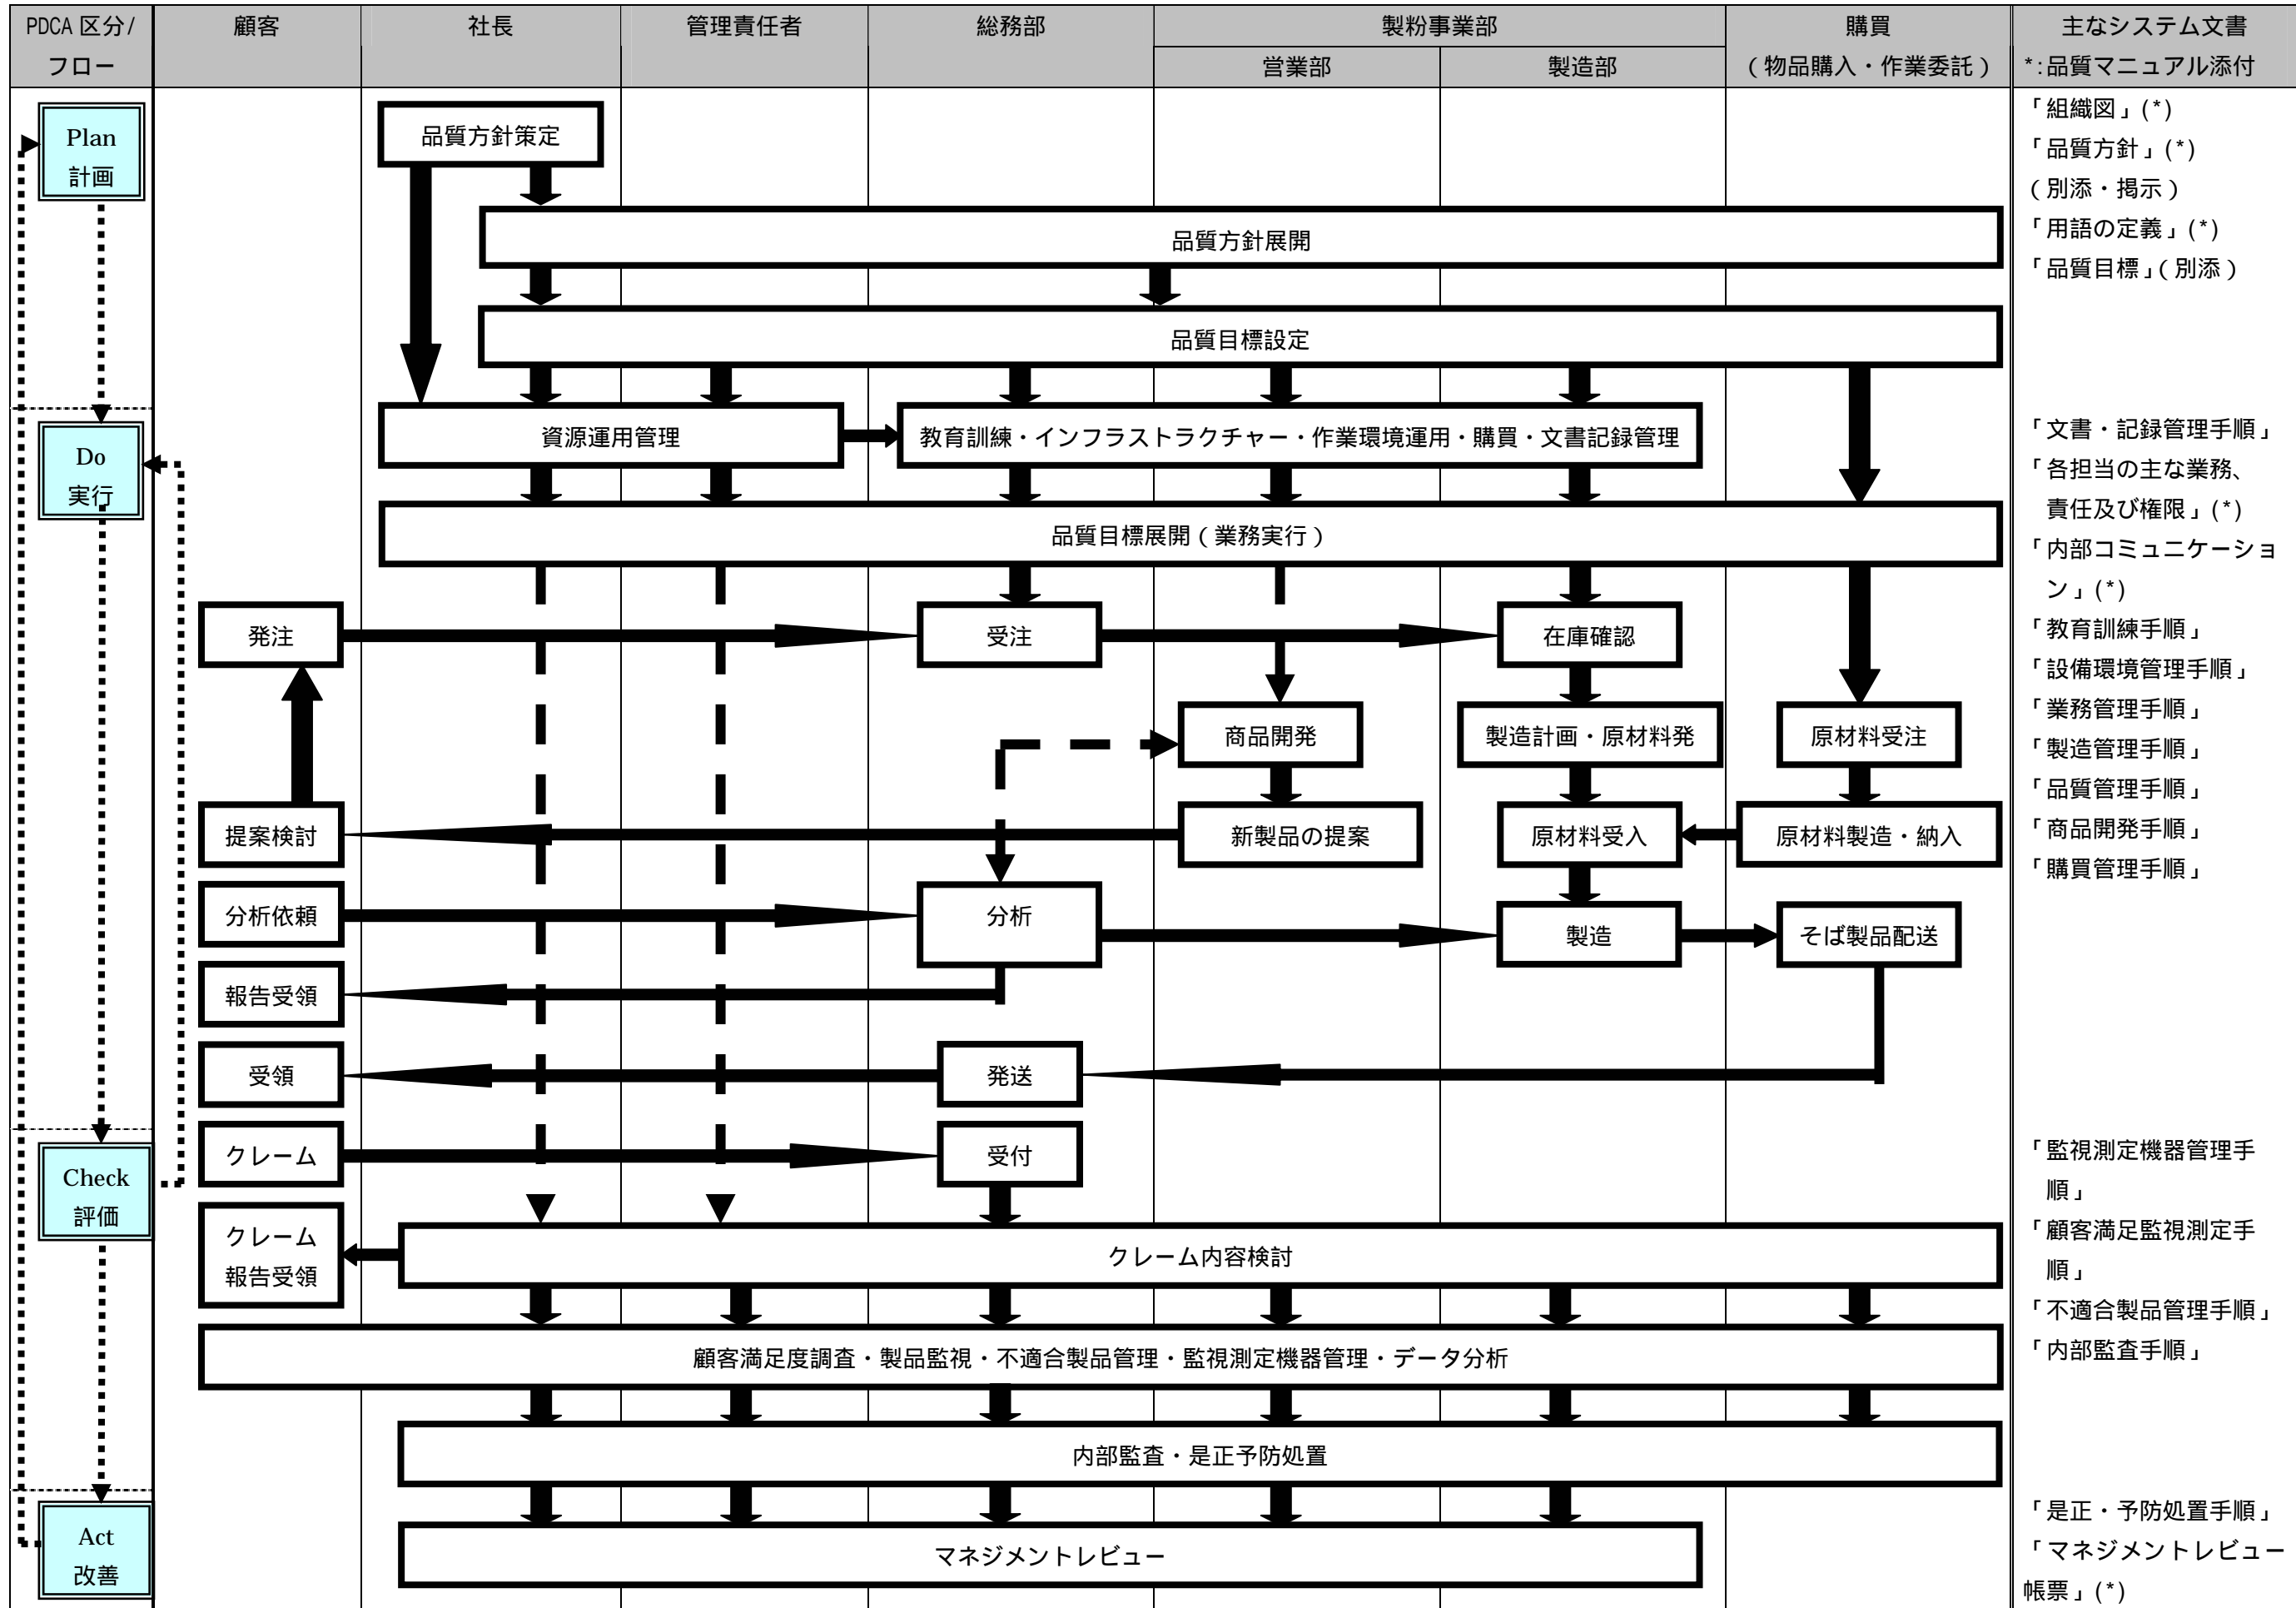 PDCA 区分/
フロー
顧客
社長
管理責任者
総務部
製粉事業部
営業部
製造部
購買
(物品購入・作業委託)
主なシステム文書
*:品質マニュアル添付
Plan
計画
品質方針策定
「組織図」(*)
「品質方針」(*)
(別添・掲示)
「用語の定義」(*)
「品質目標」(別添)
品質方針展開
品質目標設定
Do
実行
資源運用管理
教育訓練・インフラストラクチャー・作業環境運用・購買・文書記録管理
「文書・記録管理手順」
「各担当の主な業務、
責任及び権限」(*)
「内部コミュニケーショ
ン」(*)
「教育訓練手順」
「設備環境管理手順」
「業務管理手順」
「製造管理手順」
「品質管理手順」
「商品開発手順」
「購買管理手順」
品質目標展開(業務実行)
発注
受注
在庫確認
商品開発
製造計画・原材料発
原材料受注
提案検討
新製品の提案
原材料受入
原材料製造・納入
分析依頼
分析
製造
そば製品配送
報告受領
受領
発送
Check
評価
クレーム
受付
「監視測定機器管理手
順」
「顧客満足監視測定手
順」
「不適合製品管理手順」
「内部監査手順」
クレーム
報告受領
クレーム内容検討
顧客満足度調査・製品監視・不適合製品管理・監視測定機器管理・データ分析
内部監査・是正予防処置
Act
改善
マネジメントレビュー
「是正・予防処置手順」
「マネジメントレビュー
帳票」(*)